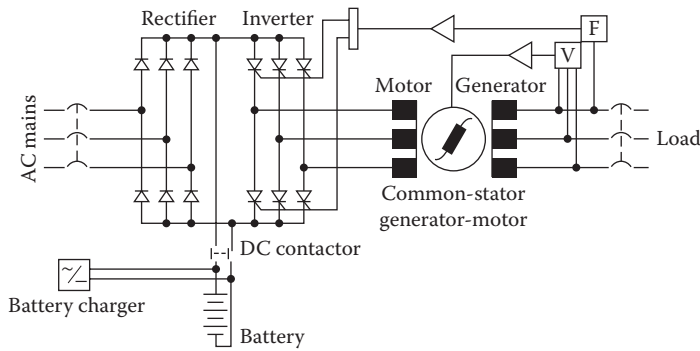 Rectifier
Inverter
F
V
Motor
Generator
AC mains
Load
Common-stator
generator-motor
DC contactor
Battery charger
Battery